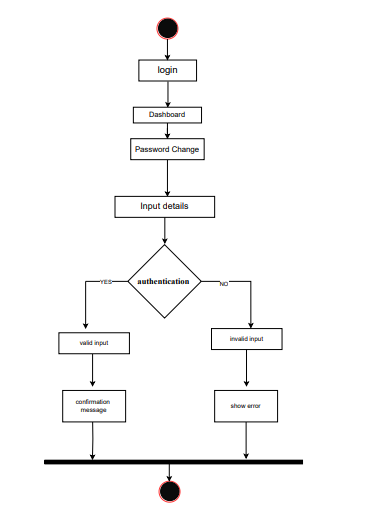 login
Dashboard
Password Change
Input details
authentication
YES
NO
valid input
invalid input
confirmation
message
show error